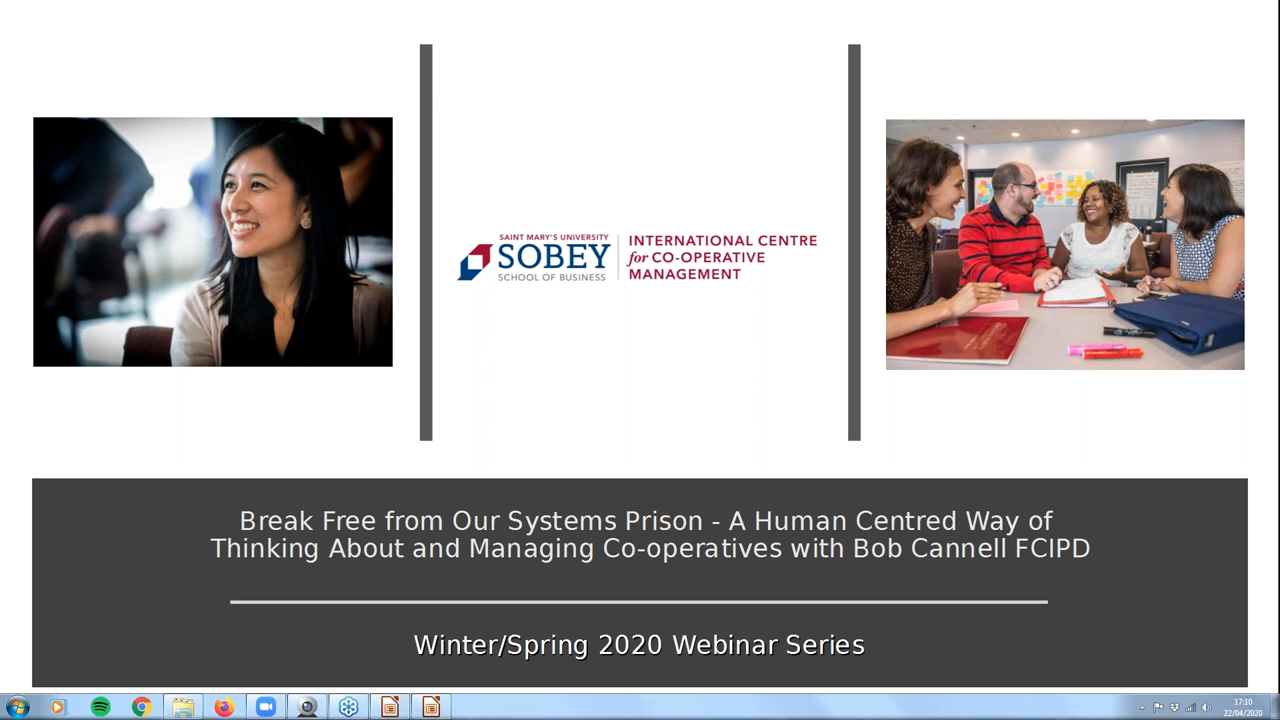 SAINT MARY'S UNIVERSITY
SOBEY
SCHOOL OF BUSINESS
INTERNATIONAL CENTRE
for CO-OPERATIVE
MANAGEMENT
Break Free from Our Systems Prison - A Human Centred Way of
Thinking About and Managing Co-operatives with Bob Cannell FCIPD
Winter/Spring 2020 Webinar Series
17:10
22/04/2020